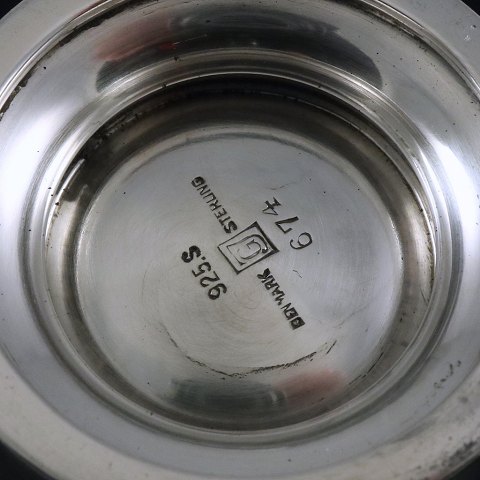 925.S
STERLING
G
DENMARK
674